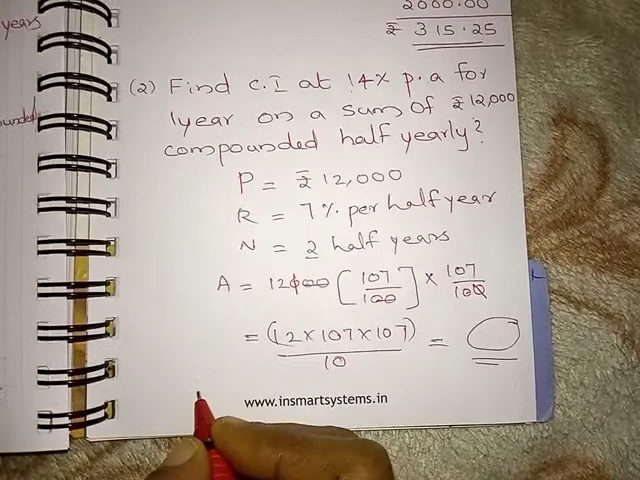 years
2000.00
₹ 315.25
(2) Find C.I at 14% p.a for
1year on a sum of ₹12,000
compounded half yearly?
P = ₹12,000
R = 7% per half year
N = 2 half years
A = 12000 [107/100] × 107/100
= (12×107×107)/10 =
www.insmartsystems.in